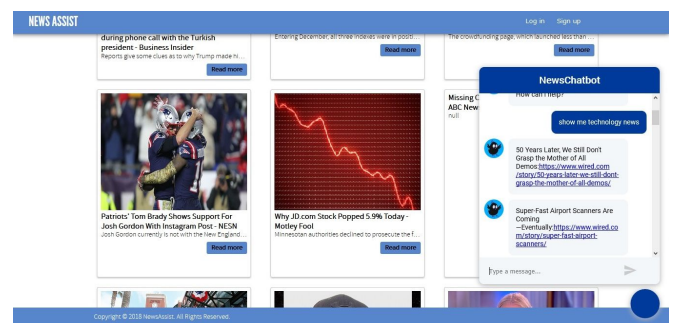 NEWS ASSIST
Log in
Sign up
during phone call with the Turkish
president - Business Insider
Reports give some clues as to why Trump made N...
Read more
Entering December, all three indexes were in positi...
Read more
The crowdfunding page, which launched less than ...
Read more
Patriots' Tom Brady Shows Support For
Josh Gordon With Instagram Post - NESN
Josh Gordon currently is not with the New England...
Read more
Why JD.com Stock Popped 5.9% Today -
Motley Fool
Minnesotan authorities declined to prosecute the f...
Read more
Missing C
ABC New
null
NewsChatbot
How can I help?
show me technology news
50 Years Later, We Still Don't
Grasp the Mother of All
Demos:https://www.wired.com
/story/50-years-later-we-still-dont-
grasp-the-mother-of-all-demos/
Super-Fast Airport Scanners Are
Coming
—Eventually:https://www.wired.co
m/story/super-fast-airport-
scanners/
Type a message...
Copyright © 2018 NewsAssist. All Rights Reserved.